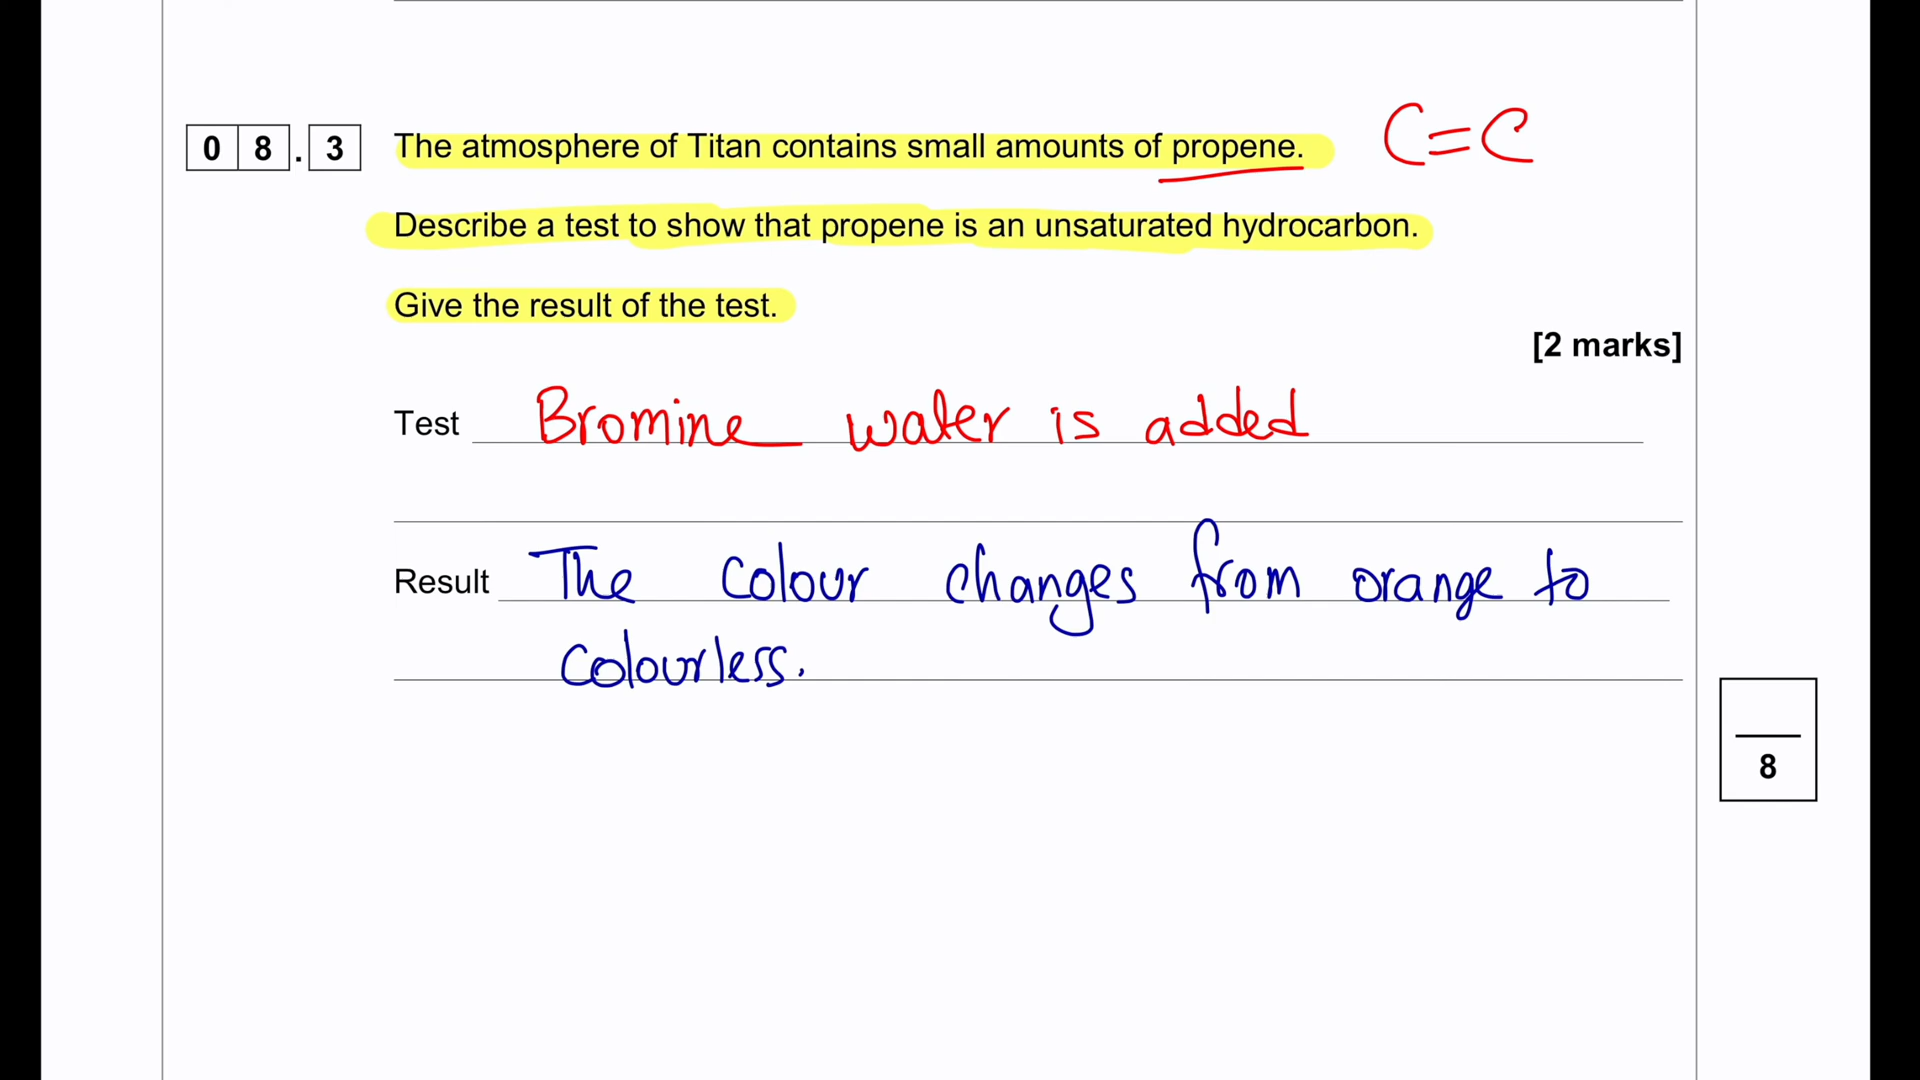 08.3 The atmosphere of Titan contains small amounts of propene. C=C
Describe a test to show that propene is an unsaturated hydrocarbon.
Give the result of the test.
[2 marks]
Test Bromine water is added
Result The colour changes from orange to
colourless.
8